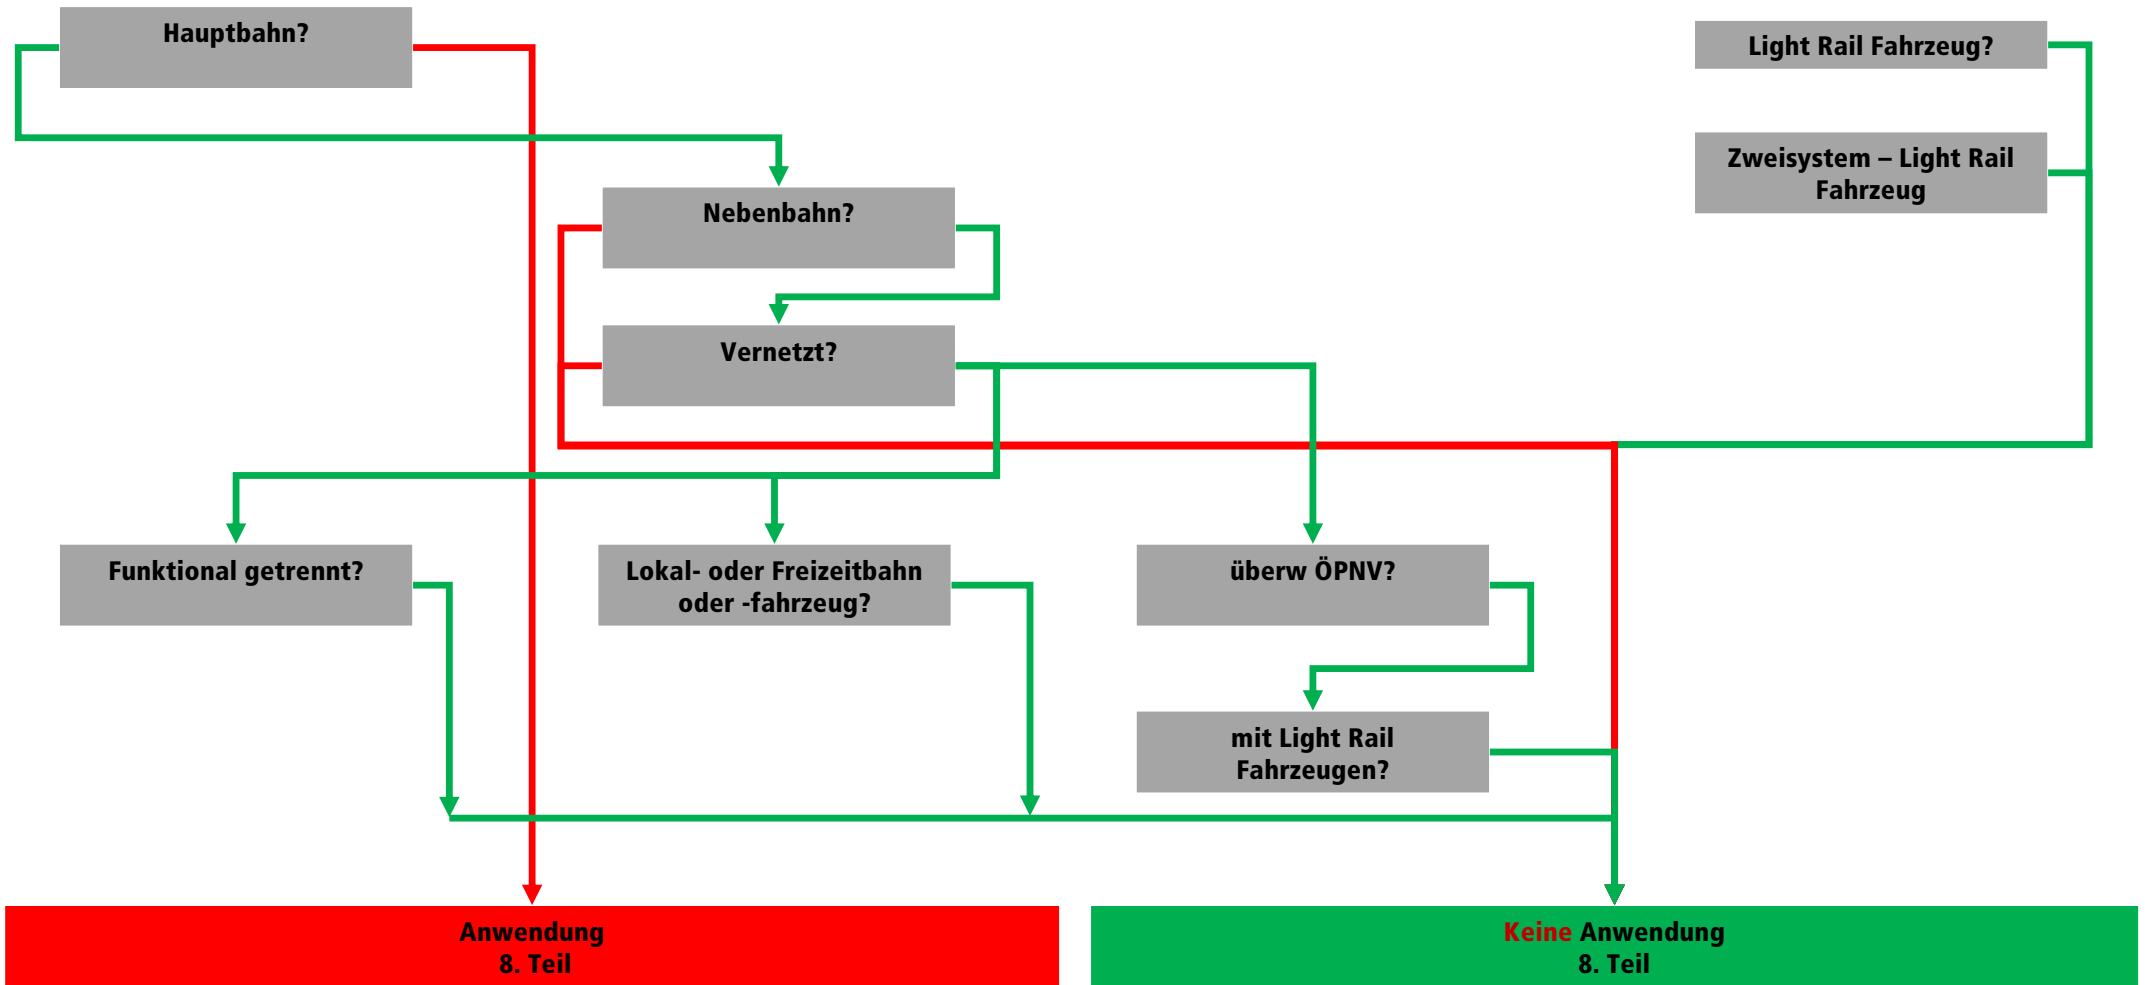 Hauptbahn?
Light Rail Fahrzeug?
Zweisystem – Light Rail
Fahrzeug
Nebenbahn?
Vernetzt?
Funktional getrennt?
Lokal- oder Freizeitbahn
oder -fahrzeug?
überw ÖPNV?
mit Light Rail
Fahrzeugen?
Anwendung
8. Teil
Keine Anwendung
8. Teil